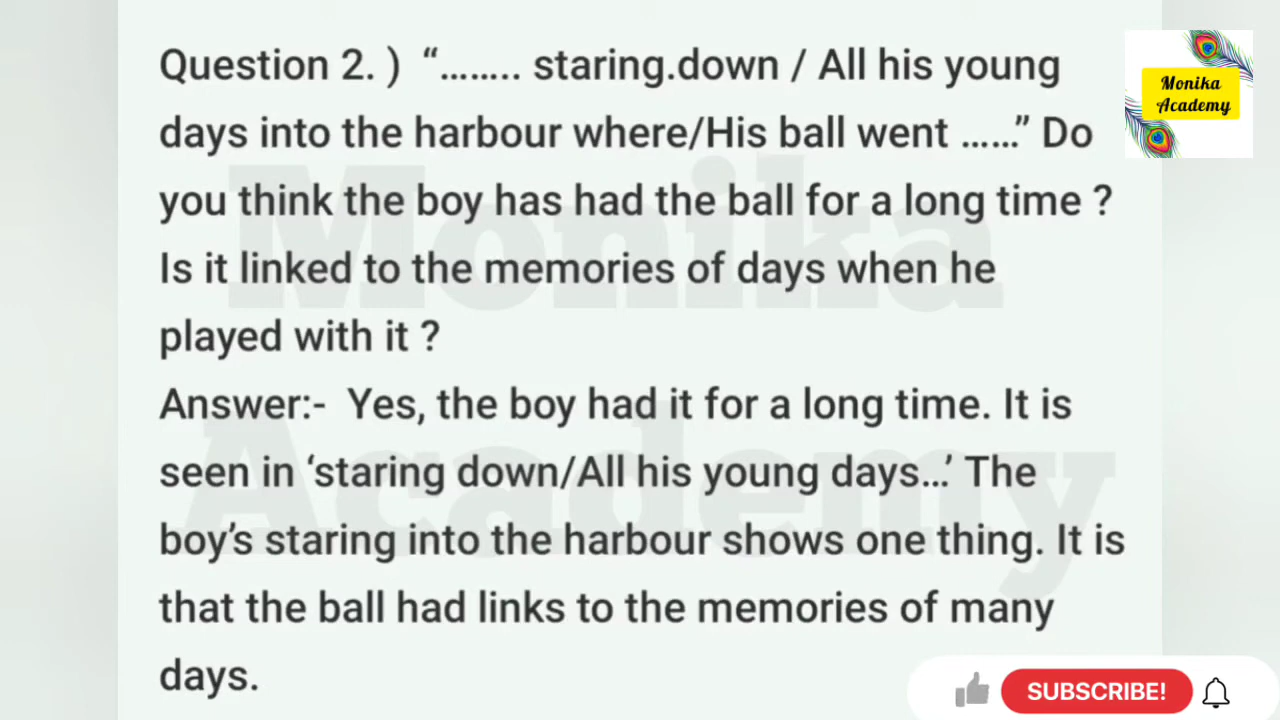 Question 2. ) “........ staring.down / All his young
days into the harbour where/His ball went ......” Do
you think the boy has had the ball for a long time ?
Is it linked to the memories of days when he
played with it ?
Answer:- Yes, the boy had it for a long time. It is
seen in ‘staring down/All his young days...’ The
boy’s staring into the harbour shows one thing. It is
that the ball had links to the memories of many
days.
Monika
Academy
Monika
Academy
SUBSCRIBE!